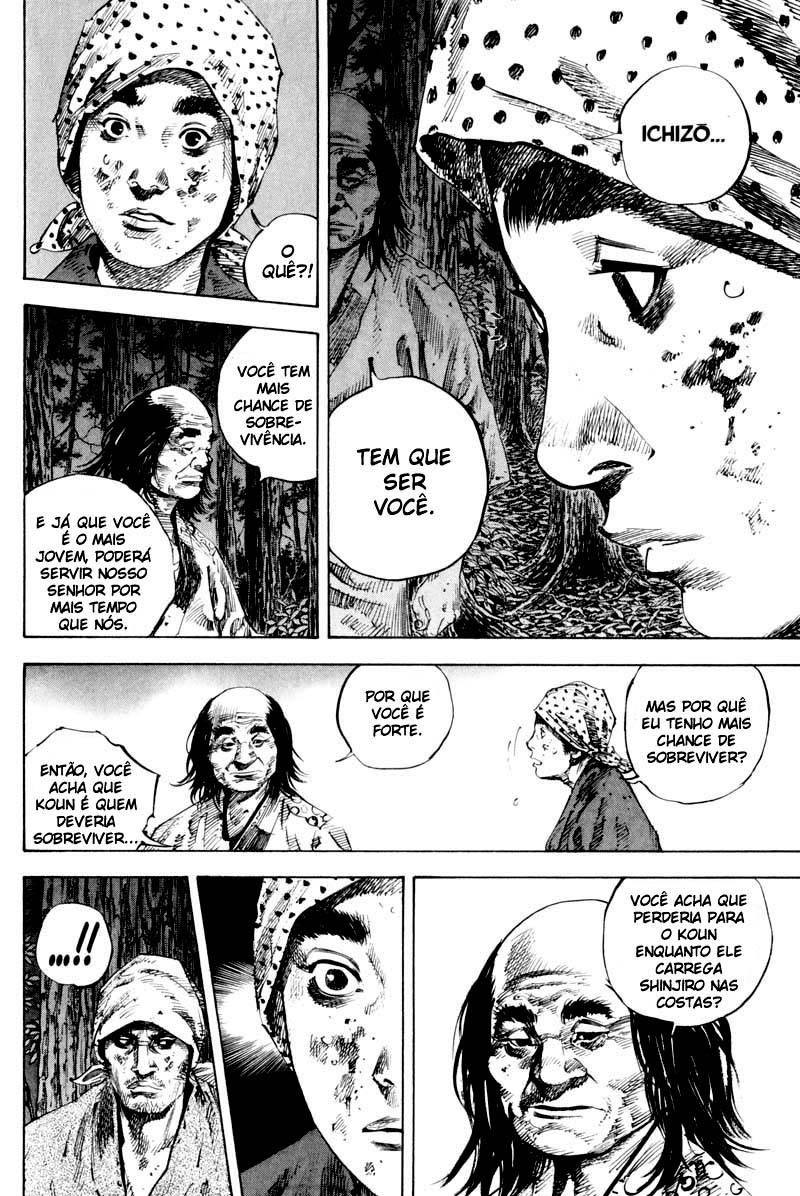 ICHIZŌ...
TEM QUE
SER
VOCÊ.
O
QUÊ?!
VOCÊ TEM
MAIS
CHANCE DE
SOBRE-
VIVÊNCIA.
E JÁ QUE VOCÊ
É O MAIS
JOVEM, PODERÁ
SERVIR NOSSO
SENHOR POR
MAIS TEMPO
QUE NÓS.
MAS POR QUÊ
EU TENHO MAIS
CHANCE DE
SOBREVIVER?
POR QUE
VOCÊ É
FORTE.
ENTÃO, VOCÊ
ACHA QUE
KOUN É QUEM
DEVERIA
SOBREVIVER...
VOCÊ ACHA QUE
PERDERIA PARA
O KOUN
ENQUANTO ELE
CARREGA
SHINJIRO NAS
COSTAS?
...!!